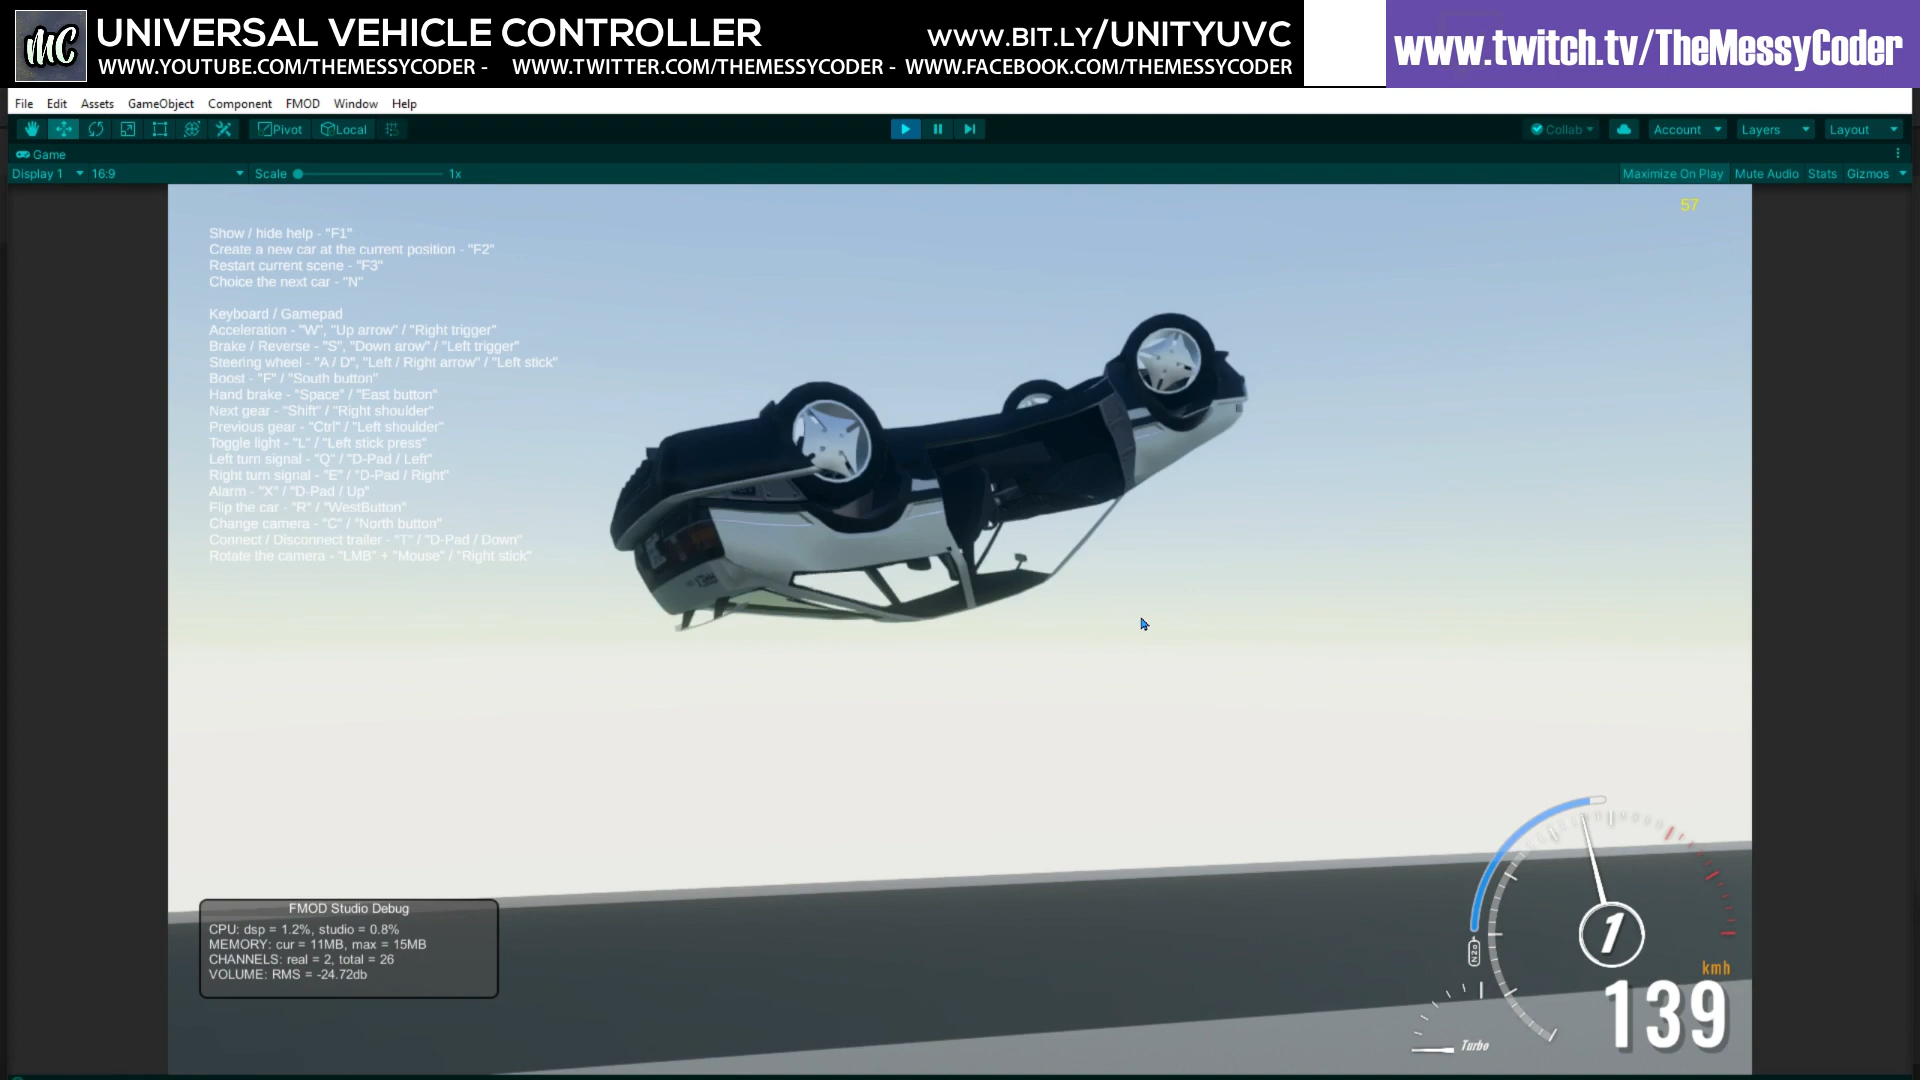 MC
UNIVERSAL VEHICLE CONTROLLER
WWW.BIT.LY/UNITYUVC
WWW.YOUTUBE.COM/THEMESSYCODER - WWW.TWITTER.COM/THEMESSYCODER - WWW.FACEBOOK.COM/THEMESSYCODER
www.twitch.tv/TheMessyCoder
File Edit Assets GameObject Component FMOD Window Help
Pivot Local Collab Account Layers Layout
Game
Display 1 16:9 Scale 1x Maximize On Play Mute Audio Stats Gizmos
57
Show / hide help - "F1"
Create a new car at the current position - "F2"
Restart current scene - "F3"
Choice the next car - "N"
Keyboard / Gamepad
Acceleration - "W", "Up arrow" / "Right trigger"
Brake / Reverse - "S", "Down arow" / "Left trigger"
Steering wheel - "A / D", "Left / Right arrow" / "Left stick"
Boost - "F" / "South button"
Hand brake - "Space" / "East button"
Next gear - "Shift" / "Right shoulder"
Previous gear - "Ctrl" / "Left shoulder"
Toggle light - "L" / "Left stick press"
Left turn signal - "Q" / "D-Pad / Left"
Right turn signal - "E" / "D-Pad / Right"
Alarm - "X" / "D-Pad / Up"
Flip the car - "R" / "WestButton"
Change camera - "C" / "North button"
Connect / Disconnect trailer - "T" / "D-Pad / Down"
Rotate the camera - "LMB" + "Mouse" / "Right stick"
FMOD Studio Debug
CPU: dsp = 1.2%, studio = 0.8%
MEMORY: cur = 11MB, max = 15MB
CHANNELS: real = 2, total = 26
VOLUME: RMS = -24.72db
N2o
1
kmh
139
Turbo